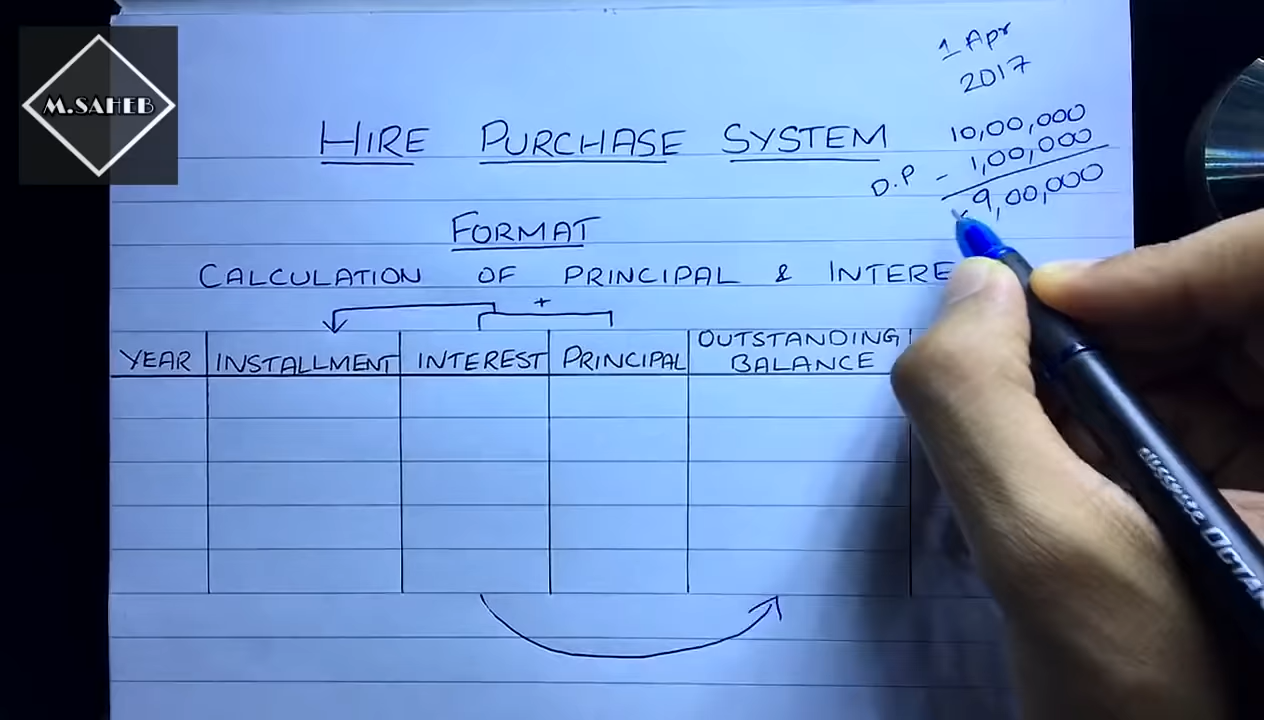 M.SAHEB
1 Apr
2017
HIRE PURCHASE SYSTEM
10,00,000
D.P - 1,00,000
9,00,000
FORMAT
CALCULATION OF PRINCIPAL & INTERE
+
YEAR INSTALLMENT INTEREST PRINCIPAL OUTSTANDING BALANCE
OCTA